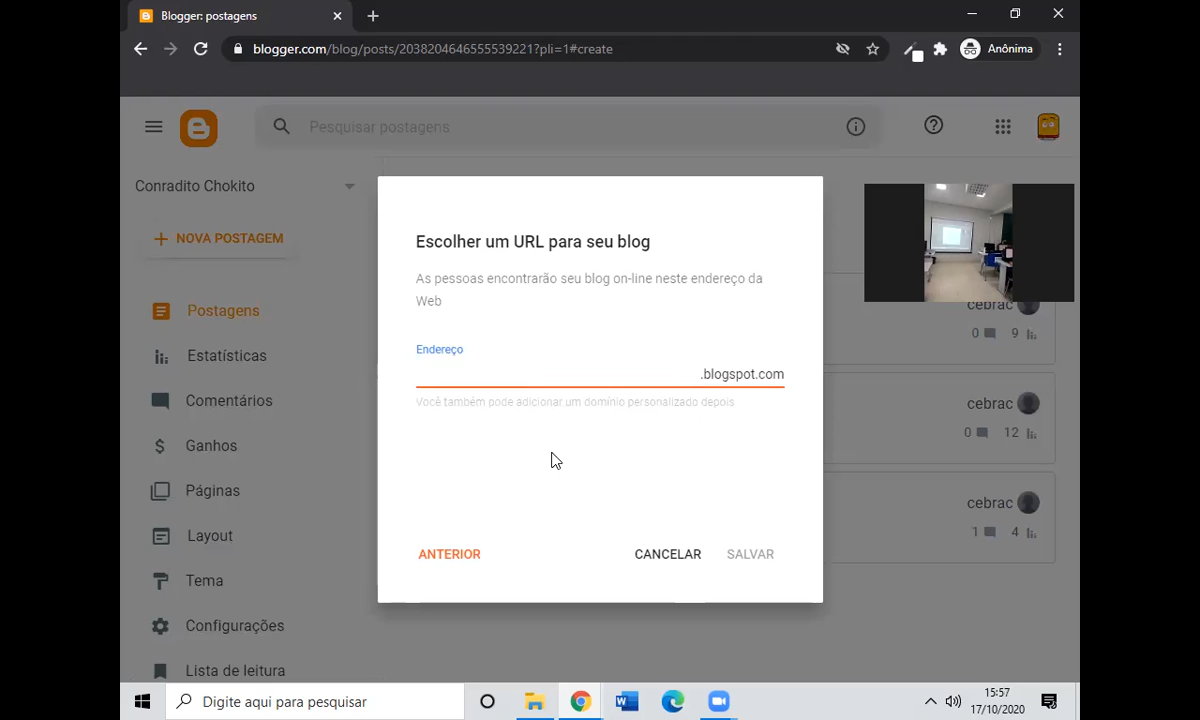 Blogger: postagens
blogger.com/blog/posts/2038204646555539221?pli=1#create
Anônima
Pesquisar postagens
Conradito Chokito
NOVA POSTAGEM
Postagens
Estatísticas
Comentários
Ganhos
Páginas
Layout
Tema
Configurações
Lista de leitura
Escolher um URL para seu blog
As pessoas encontrarão seu blog on-line neste endereço da
Web
Endereço
.blogspot.com
Você também pode adicionar um domínio personalizado depois
ANTERIOR
CANCELAR
SALVAR
cebrac
0 9
cebrac
0 12
cebrac
1 4
Digite aqui para pesquisar
15:57
17/10/2020